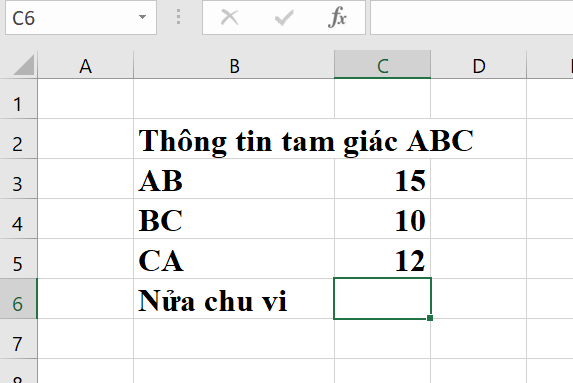 C6 fx
A B C D
1
2 Thông tin tam giác ABC
3 AB 15
4 BC 10
5 CA 12
6 Nửa chu vi
7